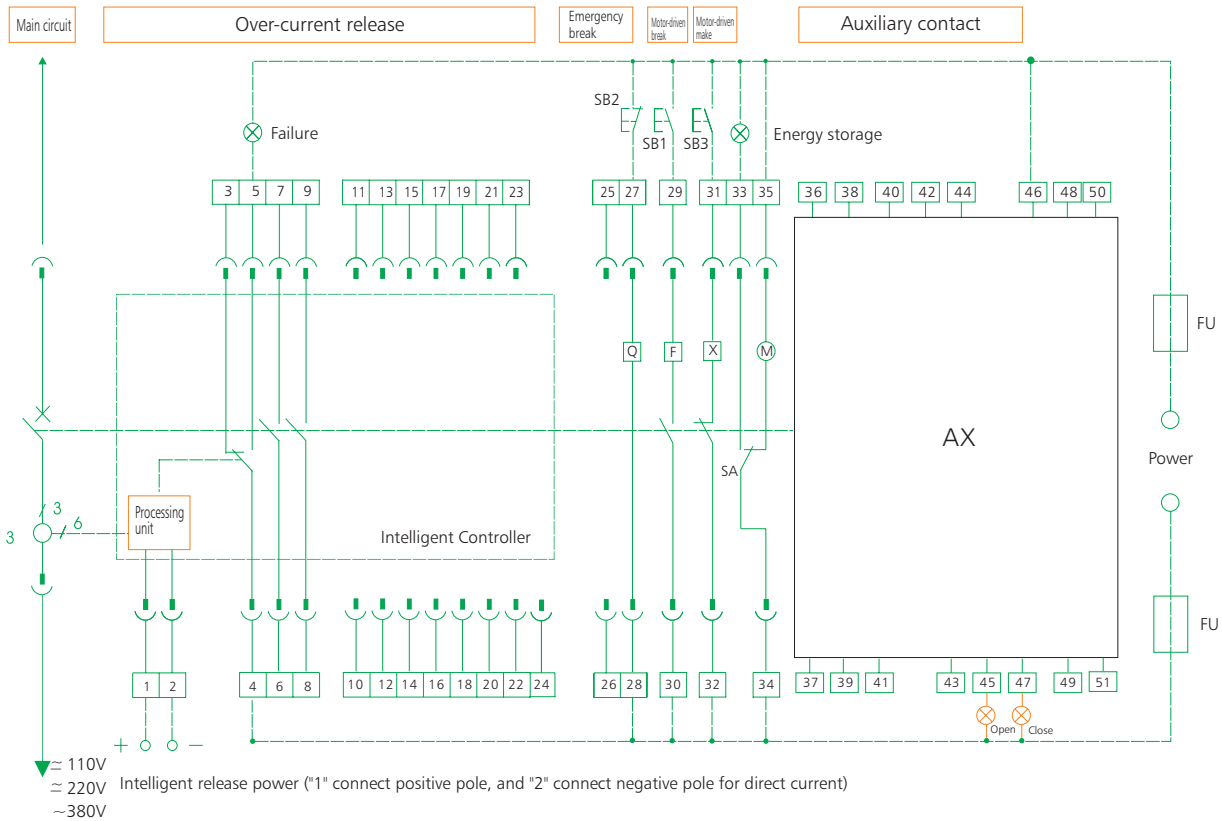 Main circuit
Over-current release
Emergency
break
Motor-driven
break
Motor-driven
make
Auxiliary contact
SB2
Failure
SB1
SB3
Energy storage
3 5 7 9
11 13 15 17 19 21 23
25 27
29
31 33 35
36 38 40 42 44 46 48 50
FU
Q
F
X
M
AX
Power
SA
3
6
3
Processing
unit
Intelligent Controller
FU
1 2
4 6 8
10 12 14 16 18 20 22 24
26 28
30
32
34
37 39 41 43 45 47 49 51
Open
Close
+ −
≃ 110V
Intelligent release power ("1" connect positive pole, and "2" connect negative pole for direct current)
≃ 220V
~380V